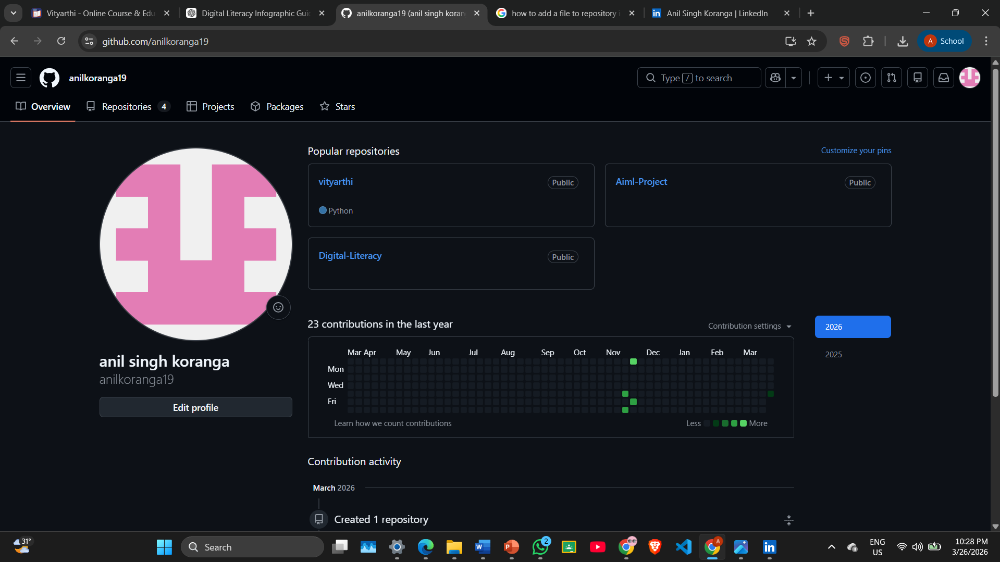 Vityarthi - Online Course & Edu
Digital Literacy Infographic Guid
anilkoranga19 (anil singh koran
how to add a file to repository i
Anil Singh Koranga | LinkedIn
github.com/anilkoranga19
A School
anilkoranga19
Type / to search
Overview
Repositories 4
Projects
Packages
Stars
Popular repositories
Customize your pins
vityarthi
Public
Python
Aiml-Project
Public
Digital-Literacy
Public
23 contributions in the last year
Contribution settings
2026
2025
Mar Apr May Jun Jul Aug Sep Oct Nov Dec Jan Feb Mar
Mon
Wed
Fri
Learn how we count contributions
Less More
anil singh koranga
anilkoranga19
Edit profile
Contribution activity
March 2026
Created 1 repository
31°
Search
2
A
ENG
US
10:28 PM
3/26/2026